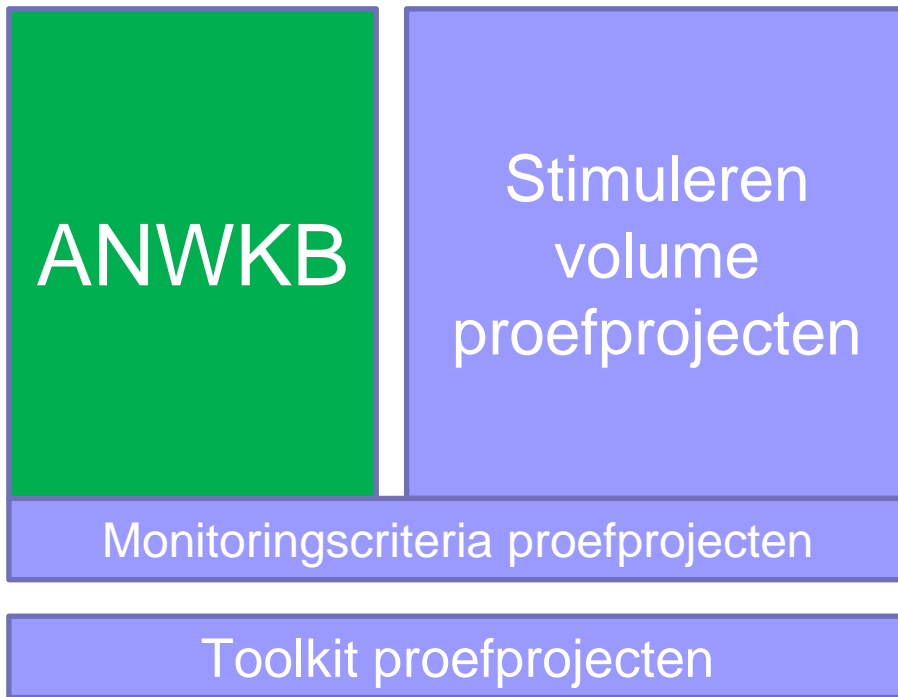 ANWKB
Stimuleren
volume
proefprojecten
Monitoringscriteria proefprojecten
Toolkit proefprojecten